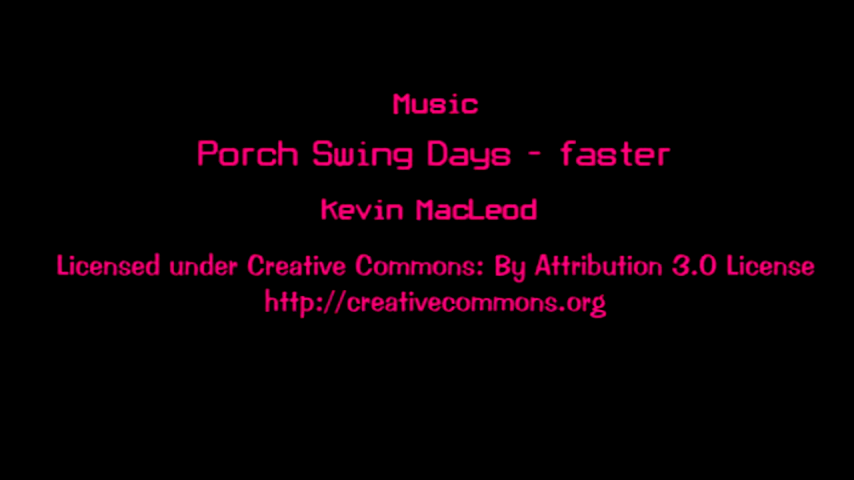 Music
Porch Swing Days - faster
Kevin MacLeod
Licensed under Creative Commons: By Attribution 3.0 License
http://creativecommons.org